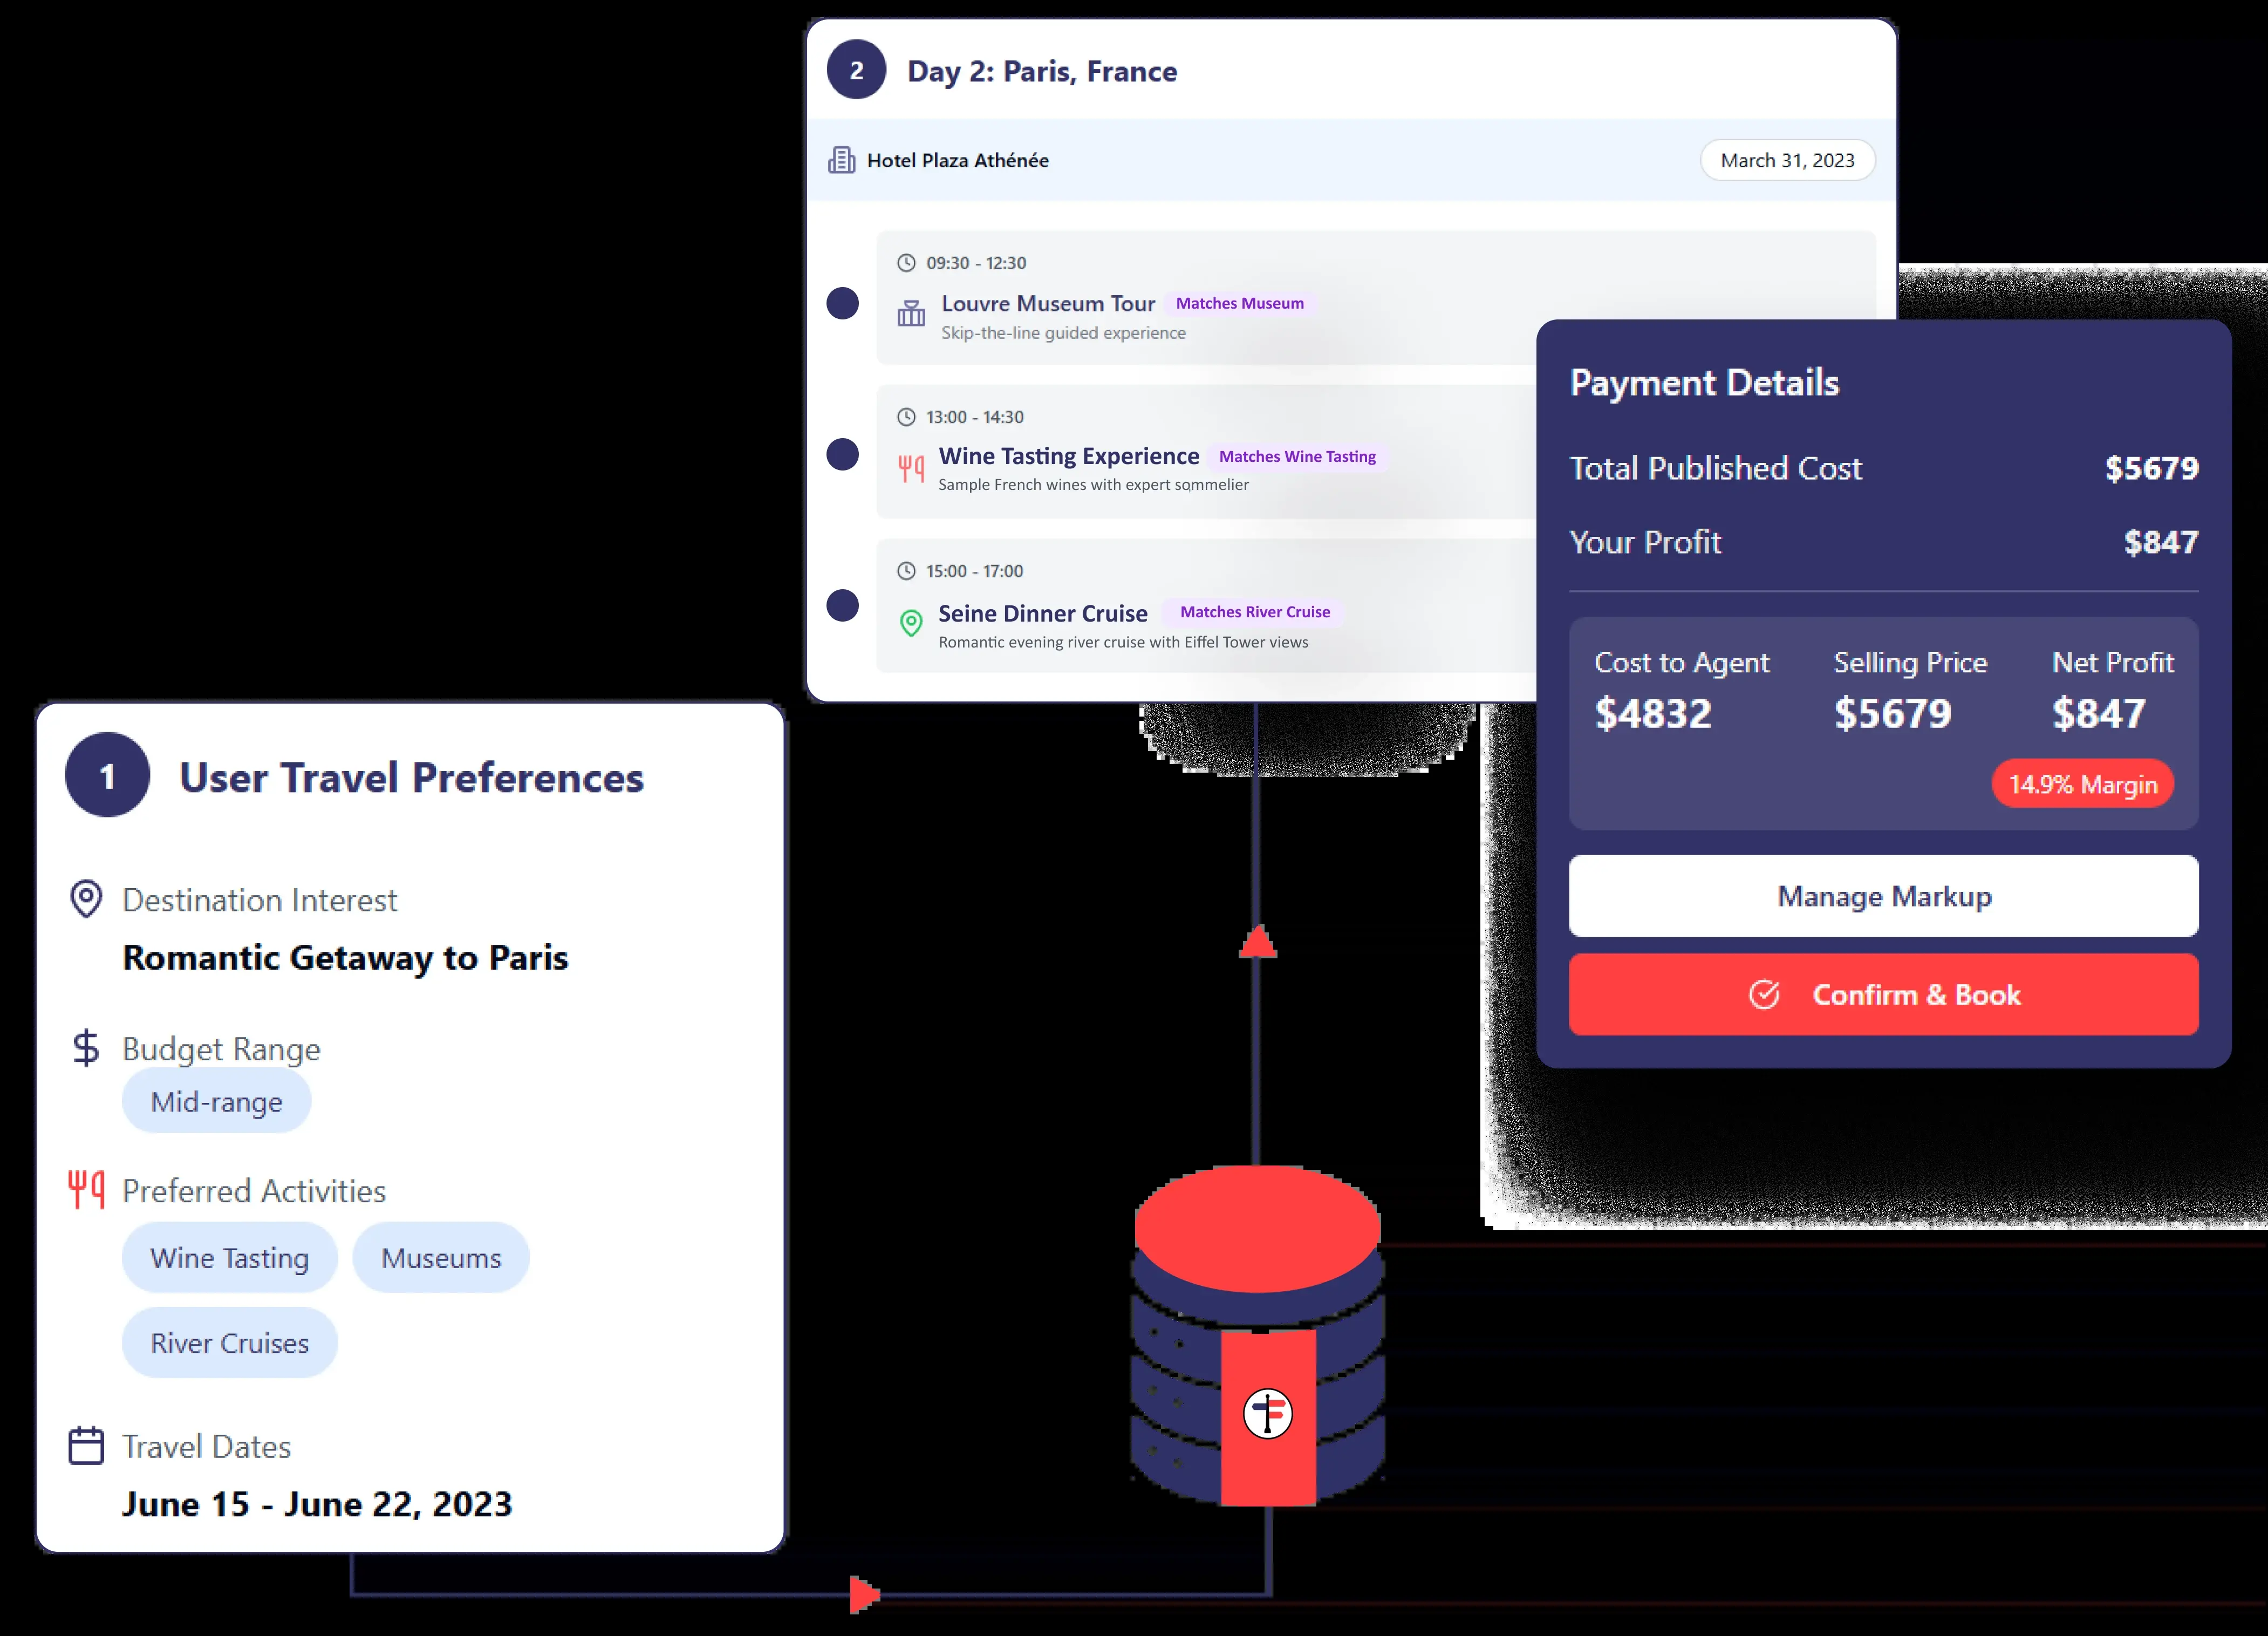 2
Day 2: Paris, France
Hotel Plaza Athénée
March 31, 2023
09:30 - 12:30
Louvre Museum Tour Matches Museum
Skip-the-line guided experience
13:00 - 14:30
Wine Tasting Experience Matches Wine Tasting
Sample French wines with expert sommelier
15:00 - 17:00
Seine Dinner Cruise Matches River Cruise
Romantic evening river cruise with Eiffel Tower views
Payment Details
Total Published Cost $5679
Your Profit $847
Cost to Agent Selling Price Net Profit
$4832 $5679 $847
14.9% Margin
Manage Markup
Confirm & Book
1
User Travel Preferences
Destination Interest
Romantic Getaway to Paris
Budget Range
Mid-range
Preferred Activities
Wine Tasting Museums
River Cruises
Travel Dates
June 15 - June 22, 2023